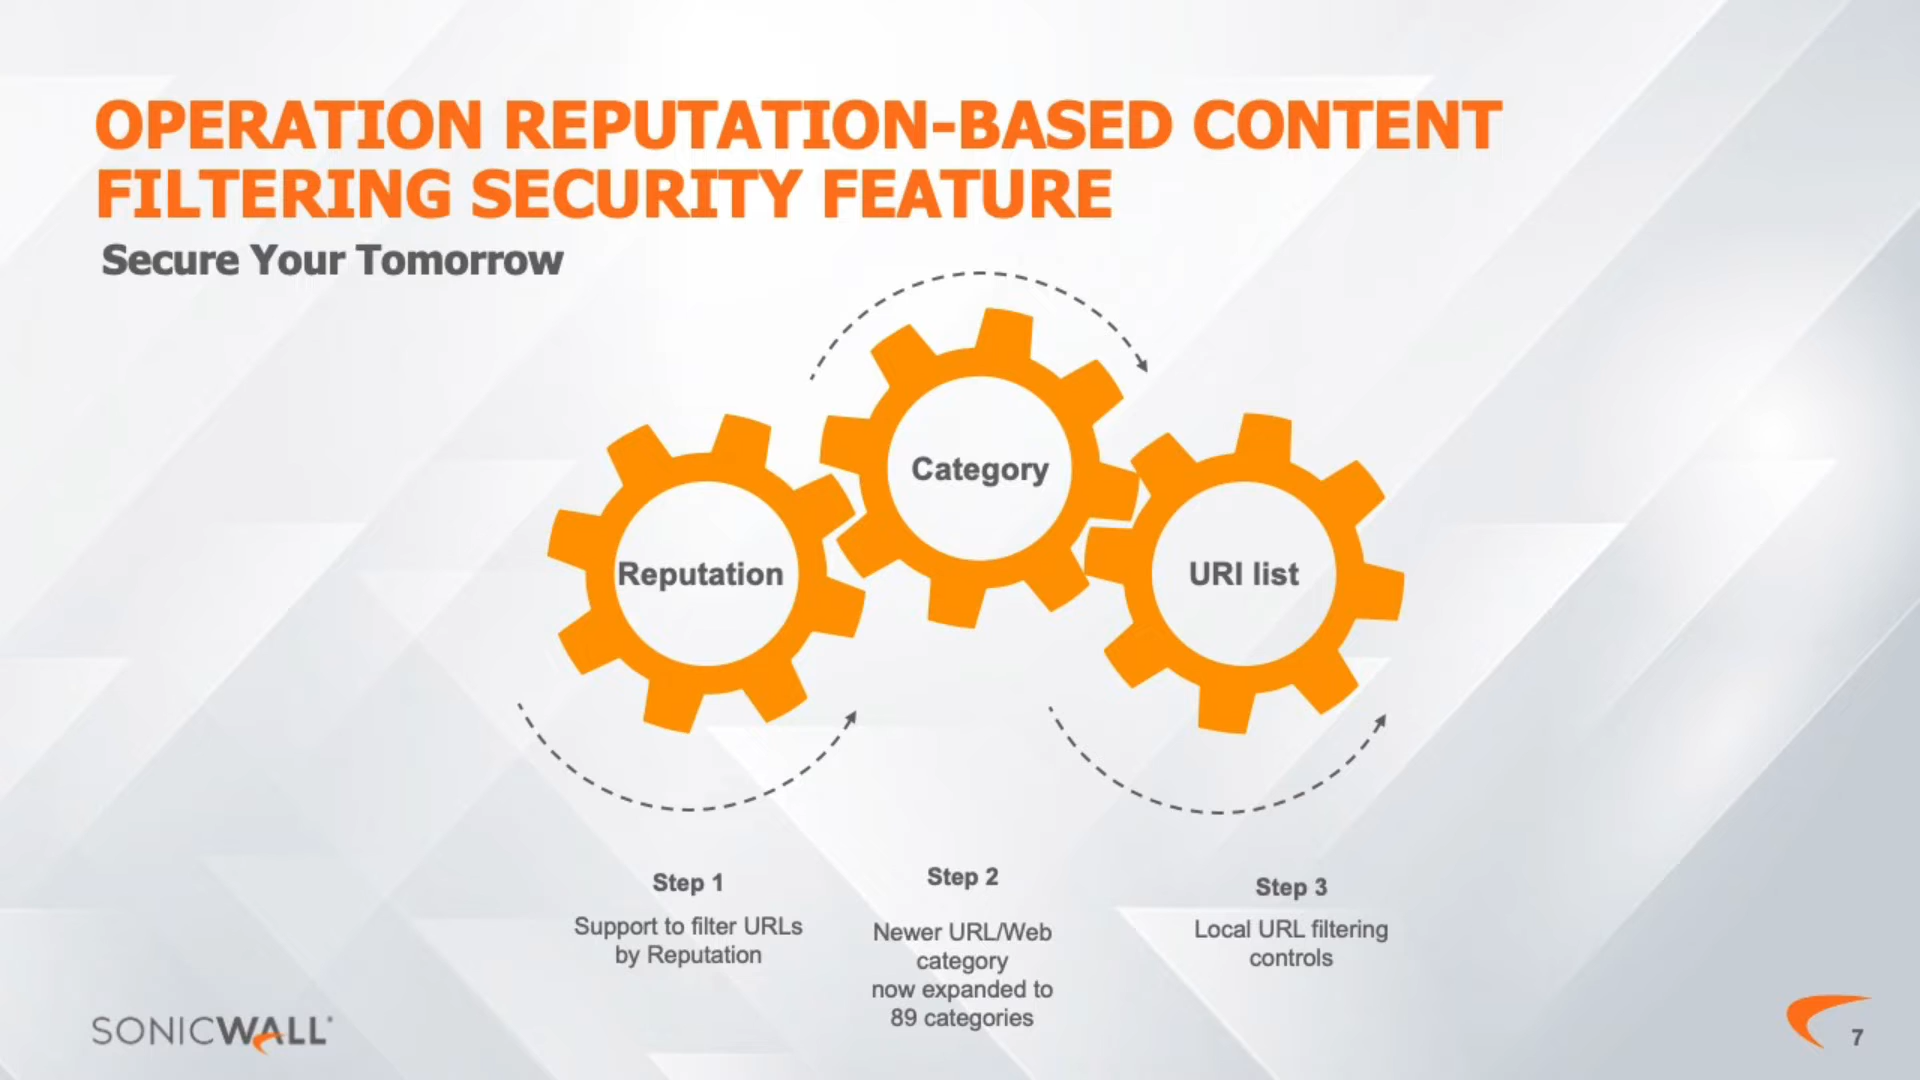 OPERATION REPUTATION-BASED CONTENT
FILTERING SECURITY FEATURE
Secure Your Tomorrow
Category
Reputation
URI list
Step 1
Support to filter URLs
by Reputation
Step 2
Newer URL/Web
category
now expanded to
89 categories
Step 3
Local URL filtering
controls
SONICWALL
7